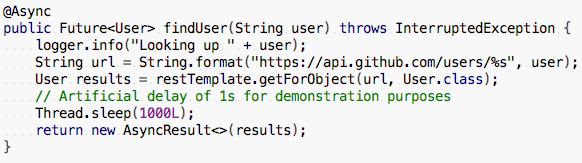 @Async
public Future<User> findUser(String user) throws InterruptedException {
    logger.info("Looking up " + user);
    String url = String.format("https://api.github.com/users/%s", user);
    User results = restTemplate.getForObject(url, User.class);
    // Artificial delay of 1s for demonstration purposes
    Thread.sleep(1000L);
    return new AsyncResult<>(results);
}